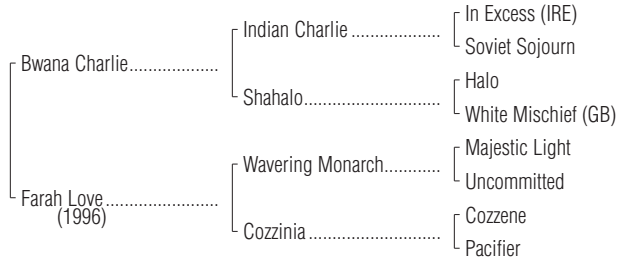 In Excess (IRE)
Indian Charlie ....................
Soviet Sojourn
Bwana Charlie....................
Halo
Shahalo..............................
White Mischief (GB)
Majestic Light
Wavering Monarch............
Uncommitted
Farah Love.........................
(1996)
Cozzene
Cozzinia.............................
Pacifier